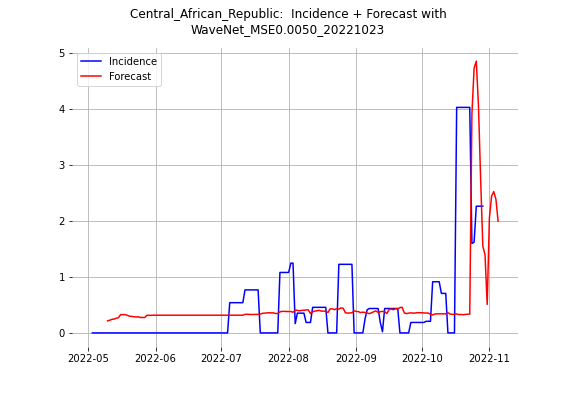 Central_African_Republic:  Incidence + Forecast with
WaveNet_MSE0.0050_20221023
Incidence
Forecast
5
4
3
2
1
0
2022-05 2022-06 2022-07 2022-08 2022-09 2022-10 2022-11